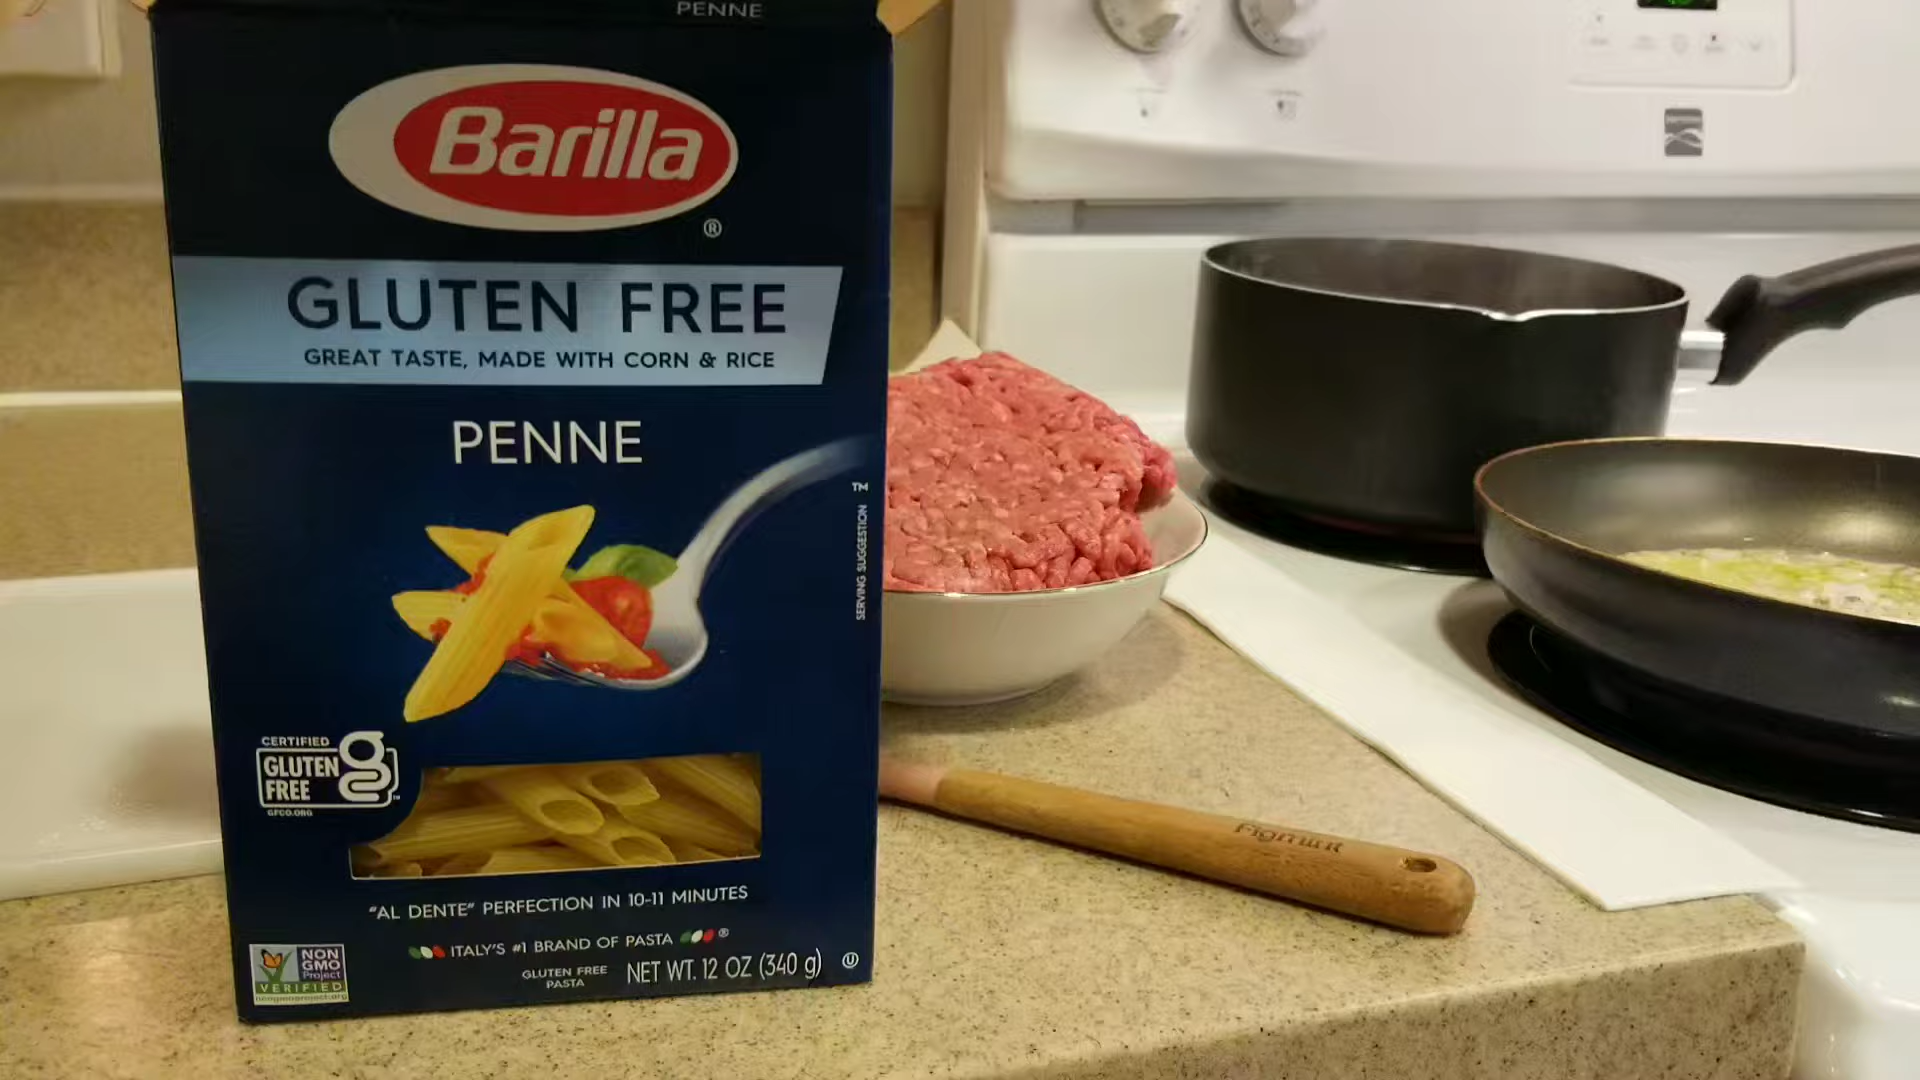 PENNE
Barilla
®
GLUTEN FREE
GREAT TASTE, MADE WITH CORN & RICE
PENNE
™
SERVING SUGGESTION
CERTIFIED
GLUTEN
FREE
GFCO.ORG
"AL DENTE" PERFECTION IN 10-11 MINUTES
ITALY'S #1 BRAND OF PASTA ®
GLUTEN FREE
PASTA
NET WT. 12 OZ (340 g)
NON
GMO
Project
VERIFIED
nongmoproject.org
Figmint